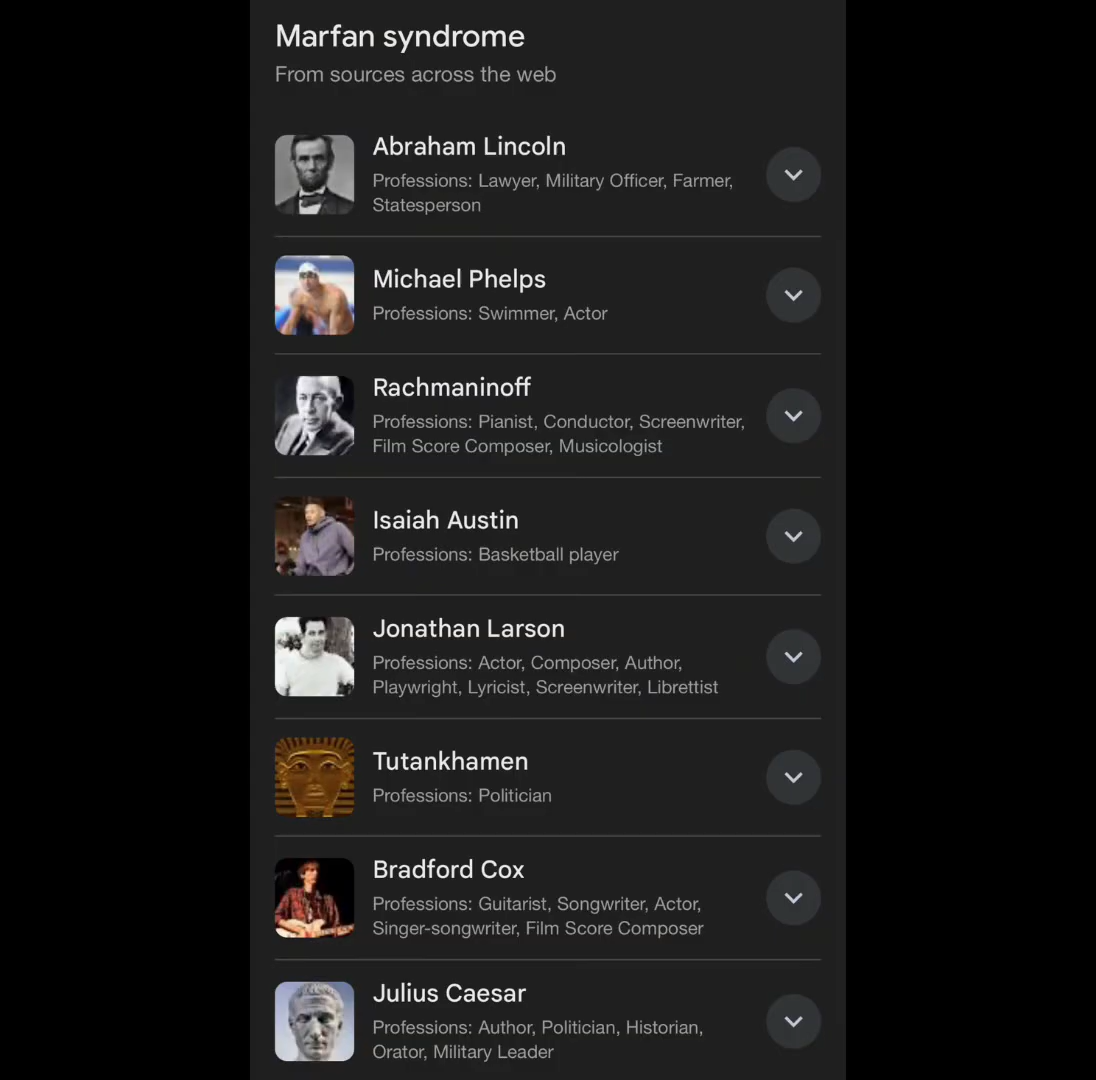 Marfan syndrome
From sources across the web
Abraham Lincoln
Professions: Lawyer, Military Officer, Farmer,
Statesperson
Michael Phelps
Professions: Swimmer, Actor
Rachmaninoff
Professions: Pianist, Conductor, Screenwriter,
Film Score Composer, Musicologist
Isaiah Austin
Professions: Basketball player
Jonathan Larson
Professions: Actor, Composer, Author,
Playwright, Lyricist, Screenwriter, Librettist
Tutankhamen
Professions: Politician
Bradford Cox
Professions: Guitarist, Songwriter, Actor,
Singer-songwriter, Film Score Composer
Julius Caesar
Professions: Author, Politician, Historian,
Orator, Military Leader